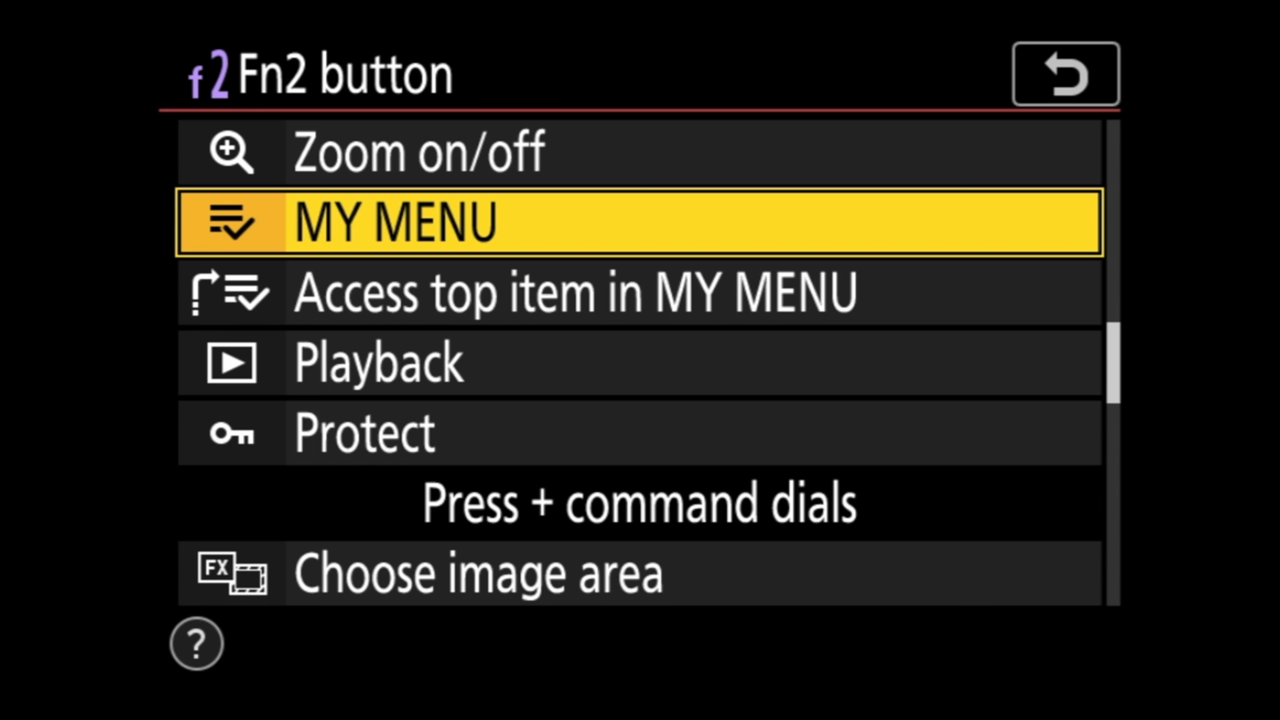 f2 Fn2 button
Zoom on/off
MY MENU
Access top item in MY MENU
Playback
Protect
Press + command dials
FX Choose image area
?